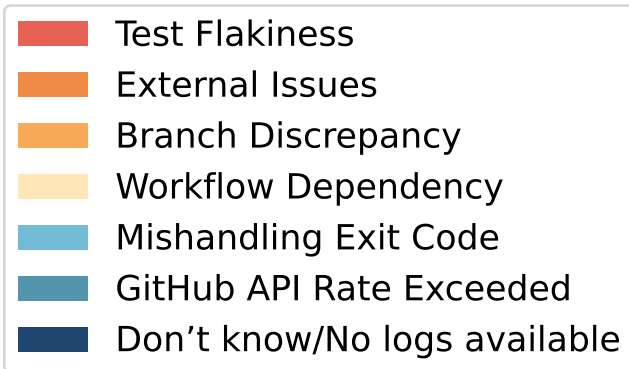 Test Flakiness
External Issues
Branch Discrepancy
Workflow Dependency
Mishandling Exit Code
GitHub API Rate Exceeded
Don’t know/No logs available